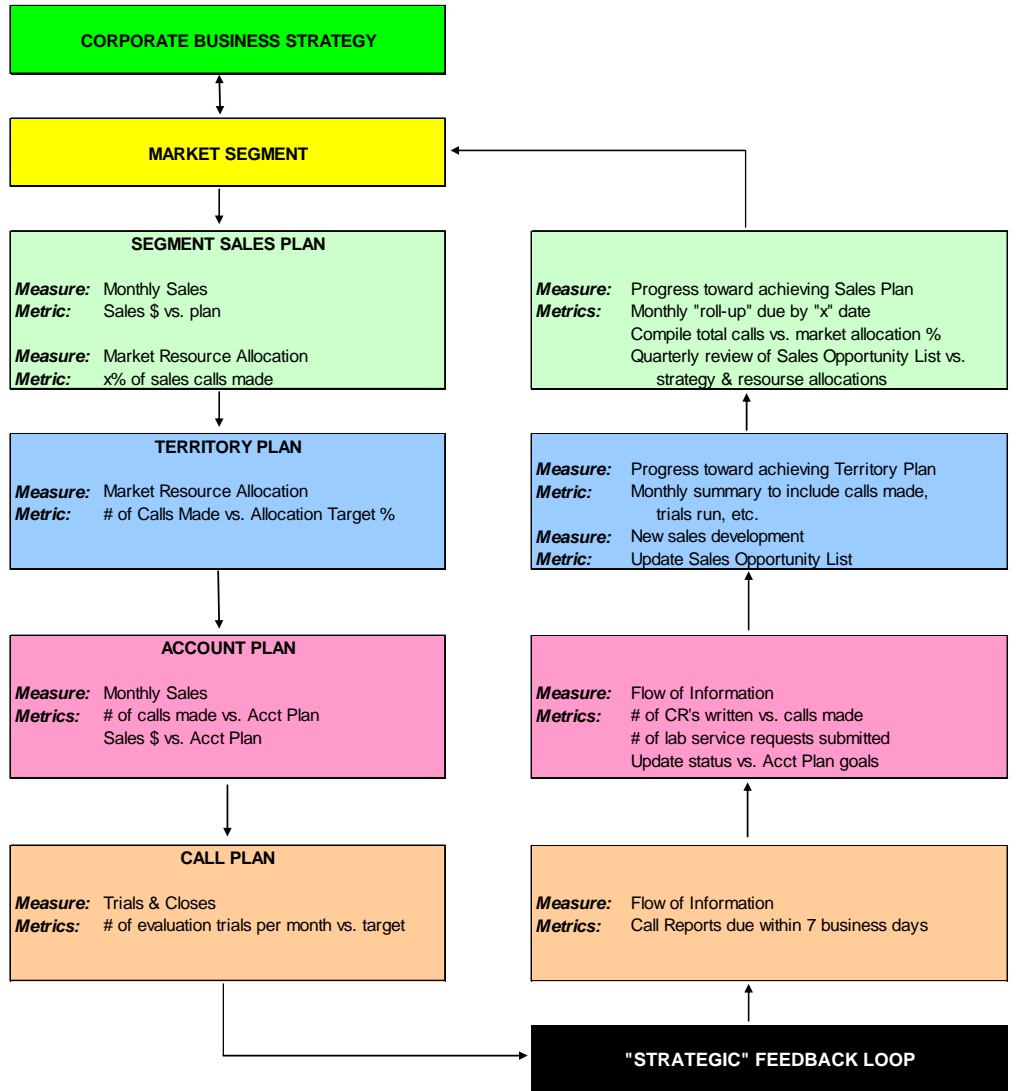 CORPORATE BUSINESS STRATEGY
MARKET SEGMENT
SEGMENT SALES PLAN
Measure: Monthly Sales
Metric: Sales $ vs. plan
Measure: Market Resource Allocation
Metric: x% of sales calls made
TERRITORY PLAN
Measure: Market Resource Allocation
Metric: # of Calls Made vs. Allocation Target %
ACCOUNT PLAN
Measure: Monthly Sales
Metrics: # of calls made vs. Acct Plan
Sales $ vs. Acct Plan
CALL PLAN
Measure: Trials & Closes
Metrics: # of evaluation trials per month vs. target
Measure: Progress toward achieving Sales Plan
Metrics: Monthly "roll-up" due by "x" date
Compile total calls vs. market allocation %
Quarterly review of Sales Opportunity List vs.
strategy & resourse allocations
Measure: Progress toward achieving Territory Plan
Metric: Monthly summary to include calls made,
trials run, etc.
Measure: New sales development
Metric: Update Sales Opportunity List
Measure: Flow of Information
Metrics: # of CR's written vs. calls made
# of lab service requests submitted
Update status vs. Acct Plan goals
Measure: Flow of Information
Metrics: Call Reports due within 7 business days
"STRATEGIC" FEEDBACK LOOP